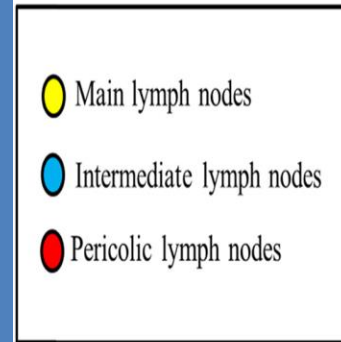 Main lymph nodes
Intermediate lymph nodes
Pericolic lymph nodes